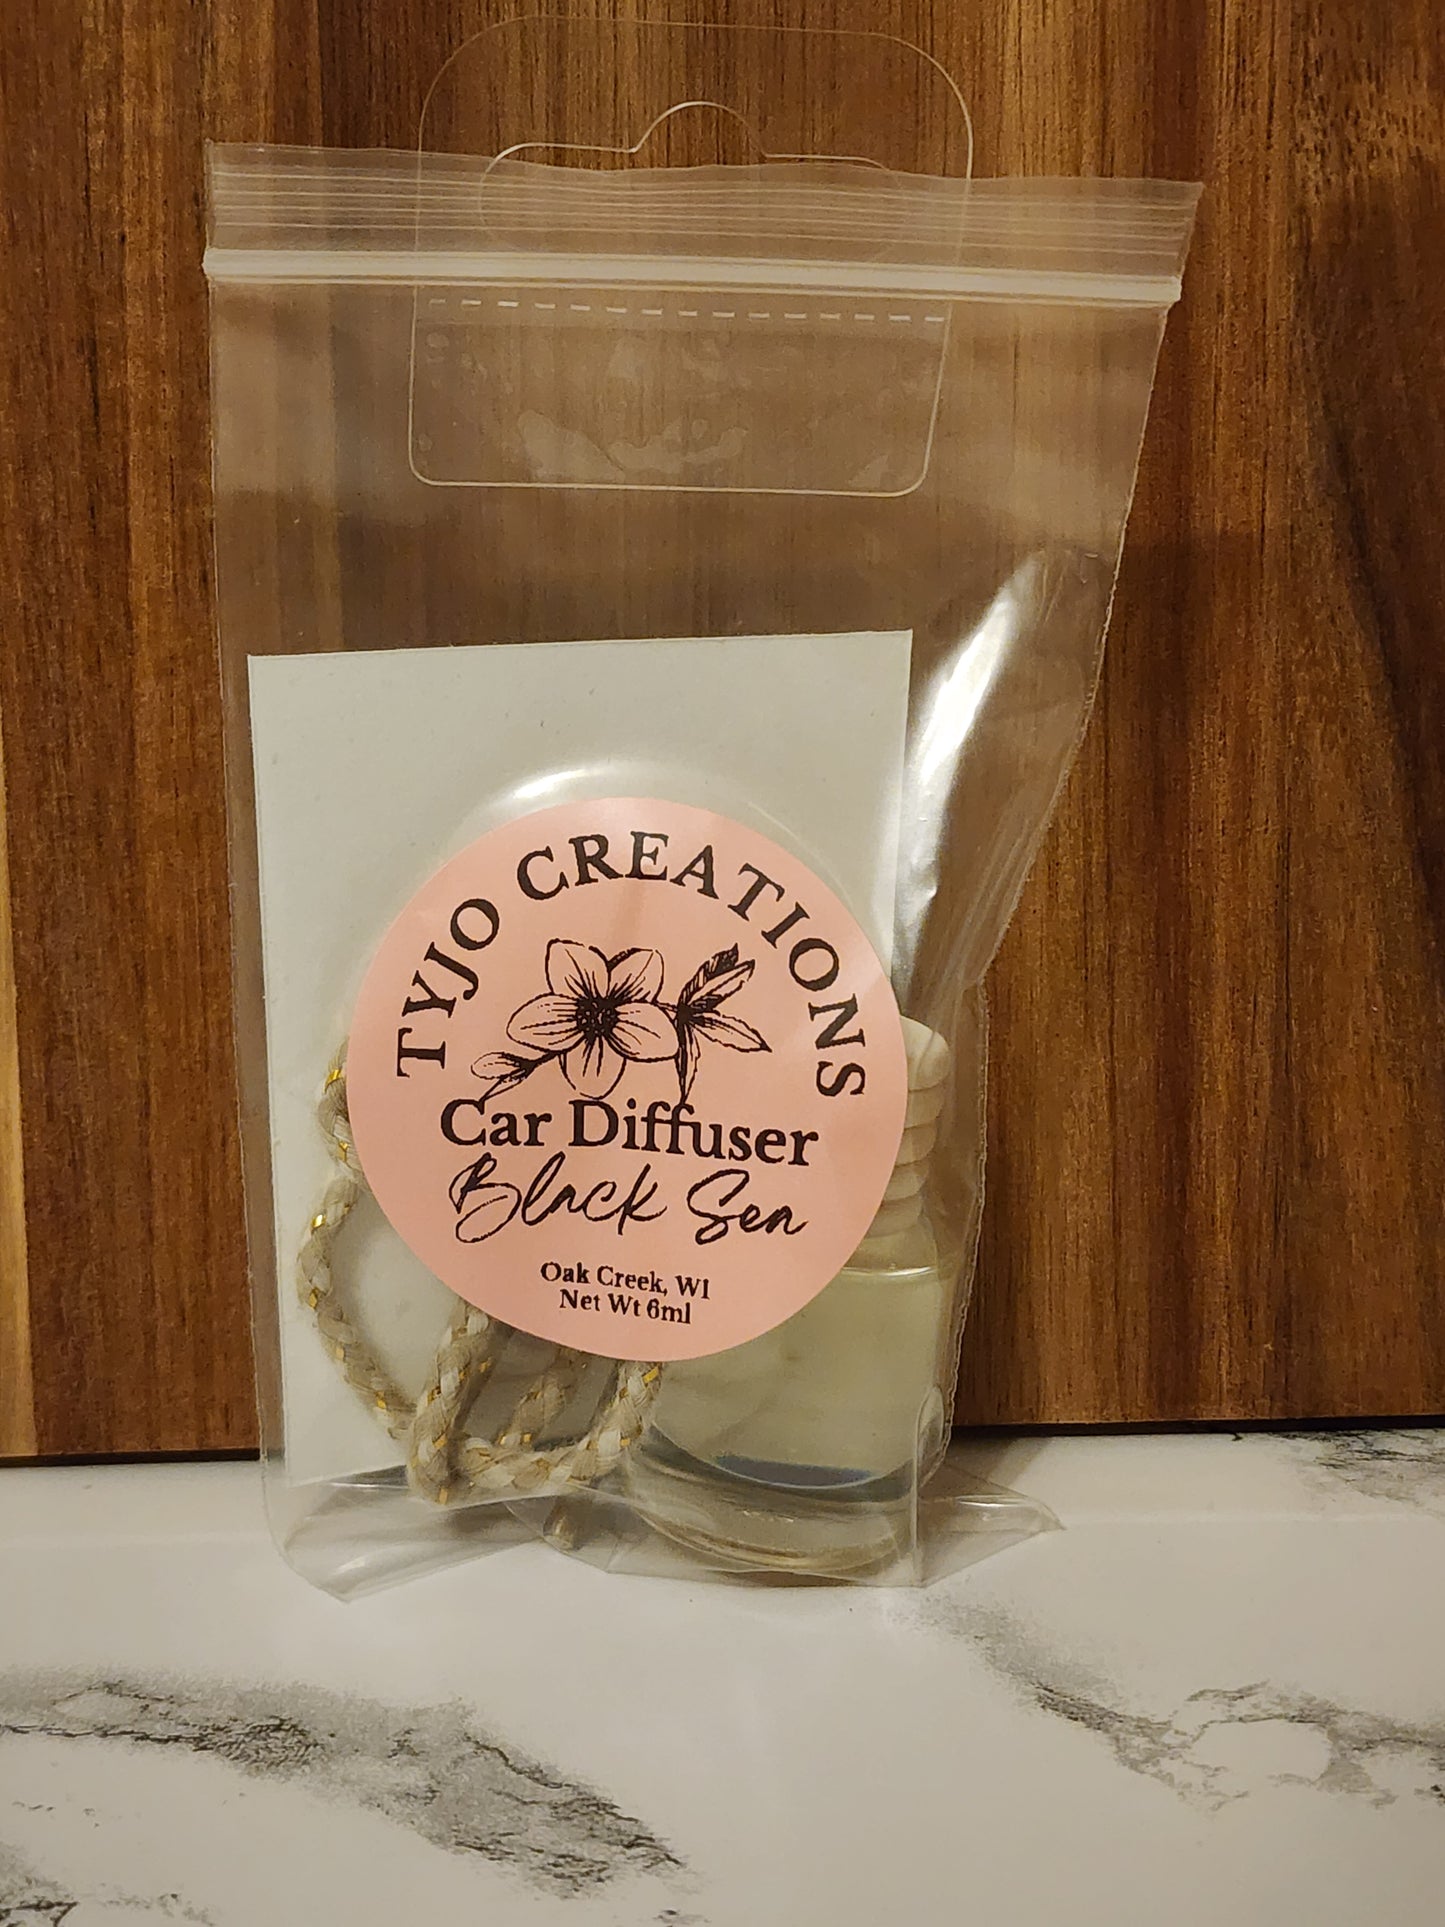 TYJO CREATIONS
Car Diffuser
Black Sea
Oak Creek, WI
Net Wt 6ml